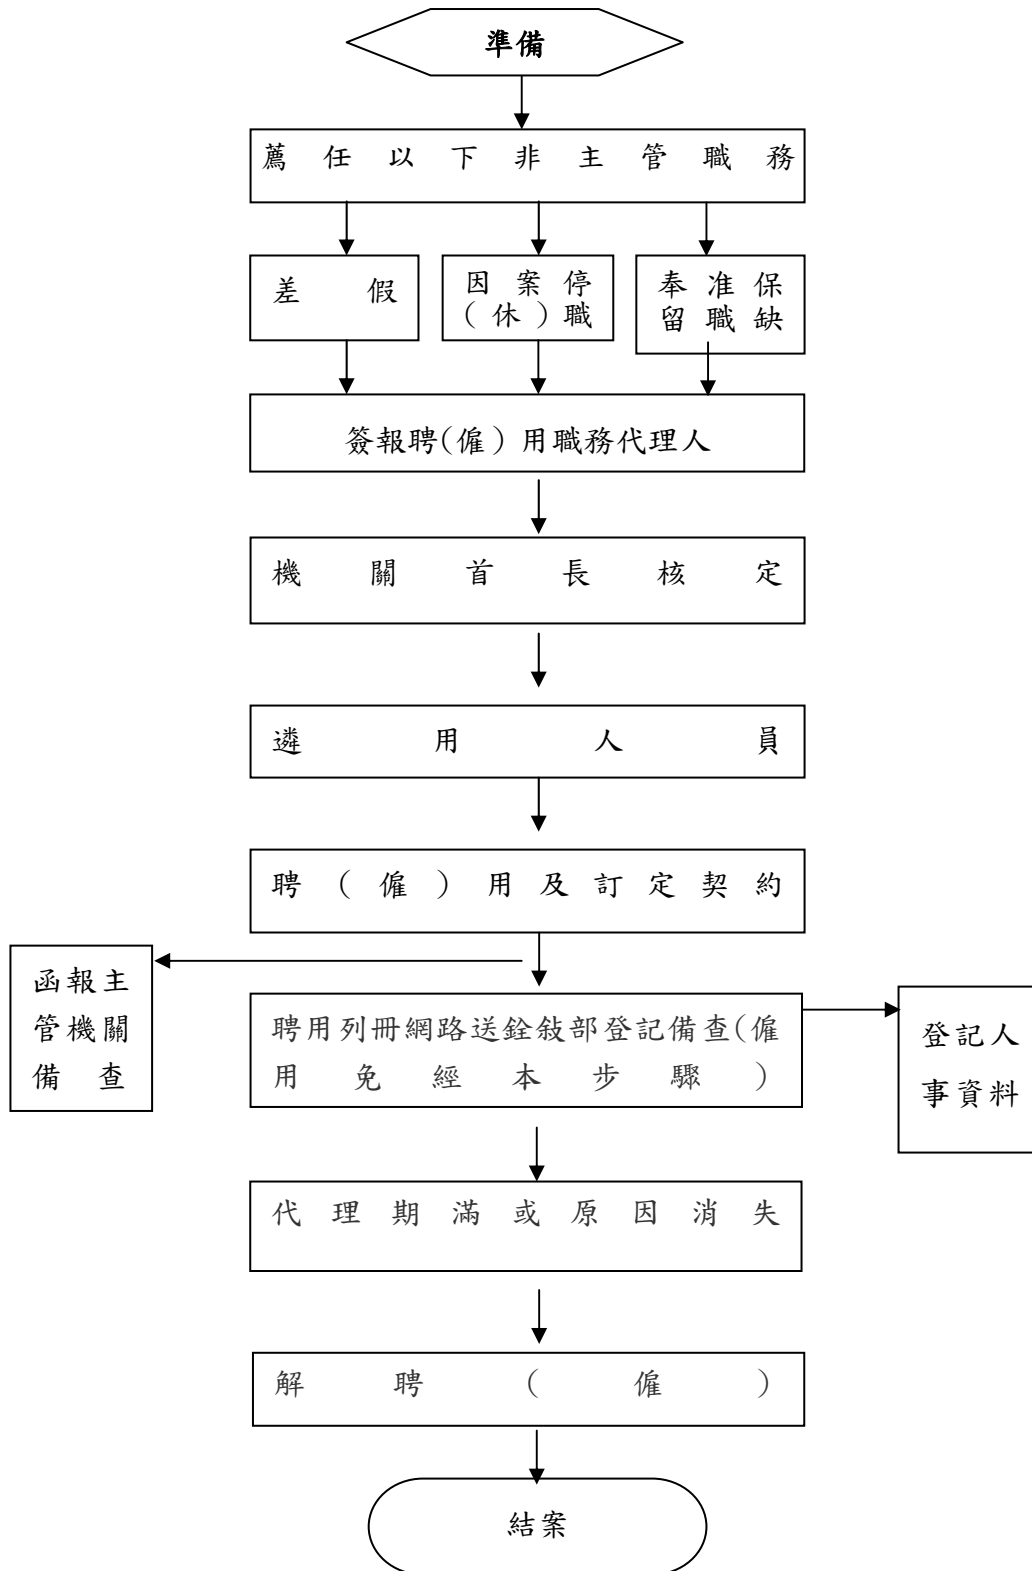 準備
薦任以下非主管職務
差假
因案停
(休)職
奉准保
留職缺
簽報聘(僱)用職務代理人
機關首長核定
遴用人員
聘(僱)用及訂定契約
函報主
管機關
備查
聘用列冊網路送銓敍部登記備查(僱
用免經本步驟)
登記人
事資料
代理期滿或原因消失
解聘(僱)
結案